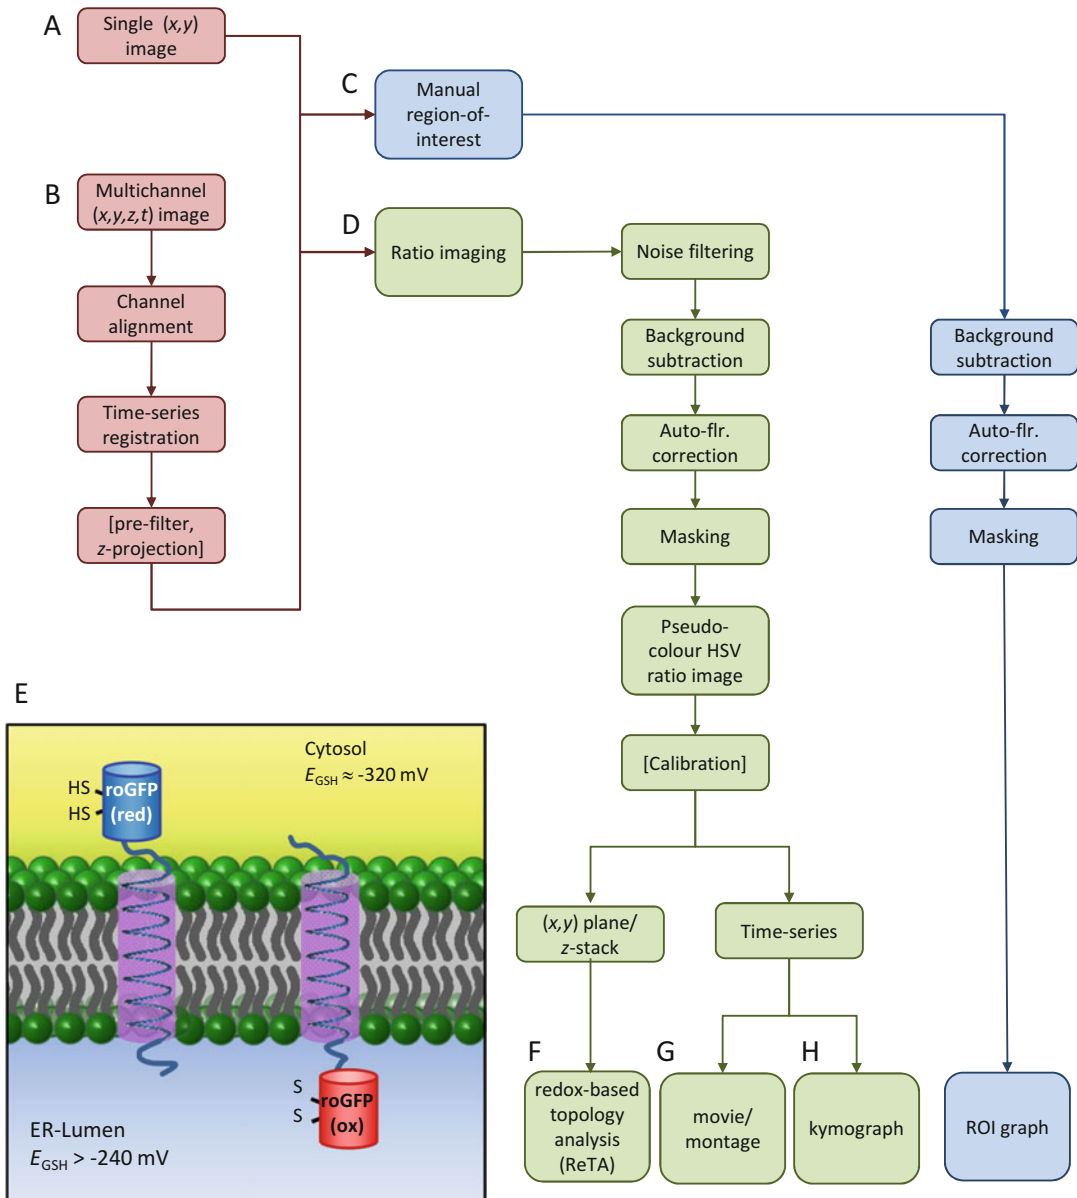 A
Single (x,y)
image
C
Manual
region-of-
interest
B
Multichannel
(x,y,z,t) image
D
Ratio imaging
Noise filtering
Channel
alignment
Background
subtraction
Background
subtraction
Time-series
registration
Auto-flr.
correction
Auto-flr.
correction
[pre-filter,
z-projection]
Masking
Masking
Pseudo-
colour HSV
ratio image
[Calibration]
(x,y) plane/
z-stack
Time-series
E
Cytosol
E_GSH ≈ -320 mV
HS
HS
roGFP
(red)
S
S
roGFP
(ox)
ER-Lumen
E_GSH > -240 mV
F
redox-based
topology
analysis
(ReTA)
G
movie/
montage
H
kymograph
ROI graph